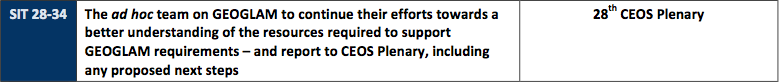 SIT 28-34
The ad hoc team on GEOGLAM to continue their efforts towards a
better understanding of the resources required to support
GEOGLAM requirements – and report to CEOS Plenary, including
any proposed next steps
28th CEOS Plenary